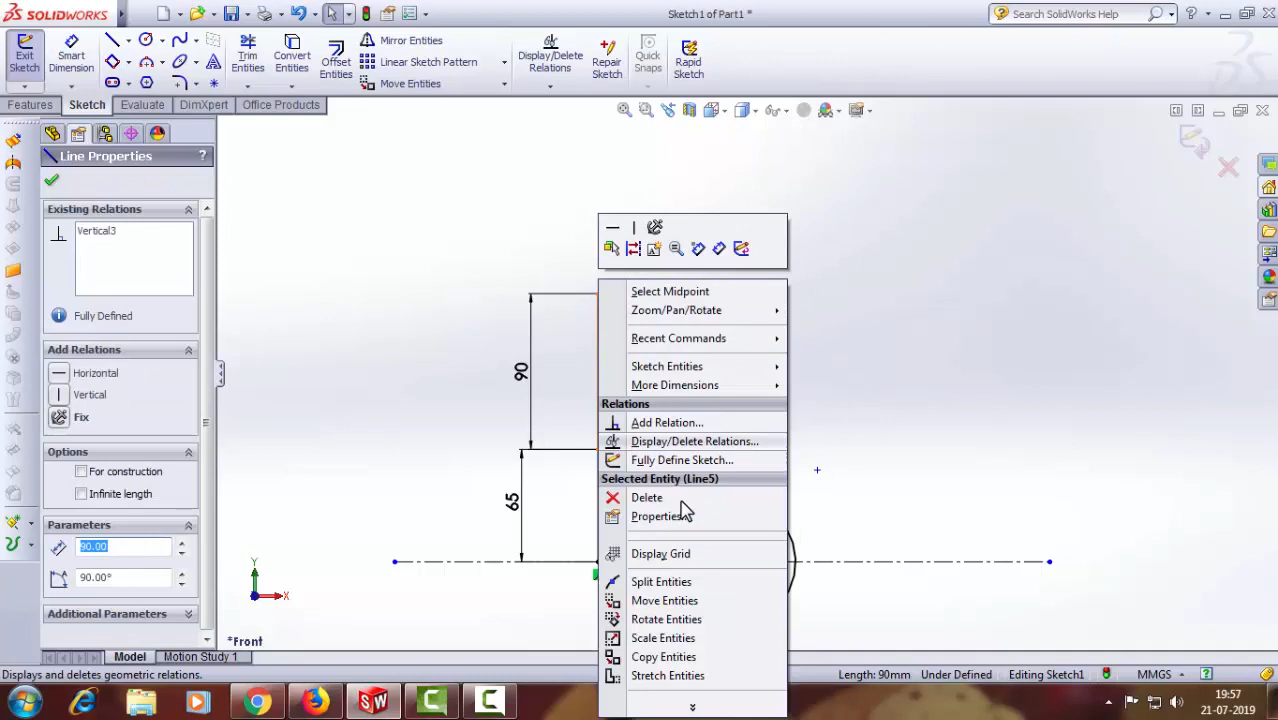 SOLIDWORKS
Sketch1 of Part1 *
Search SolidWorks Help
Exit Sketch
Smart Dimension
Trim Entities
Convert Entities
Offset Entities
Mirror Entities
Linear Sketch Pattern
Move Entities
Display/Delete Relations
Repair Sketch
Quick Snaps
Rapid Sketch
Features
Sketch
Evaluate
DimXpert
Office Products
Line Properties
?
Existing Relations
Vertical3
Fully Defined
Add Relations
Horizontal
Vertical
Fix
Options
For construction
Infinite length
Parameters
90.00
90.00°
Additional Parameters
90
65
Y
X
*Front
Select Midpoint
Zoom/Pan/Rotate
Recent Commands
Sketch Entities
More Dimensions
Relations
Add Relation...
Display/Delete Relations...
Fully Define Sketch...
Selected Entity (Line5)
Delete
Properties
Display Grid
Split Entities
Move Entities
Rotate Entities
Scale Entities
Copy Entities
Stretch Entities
Model
Motion Study 1
Displays and deletes geometric relations.
Length: 90mm
Under Defined
Editing Sketch1
MMGS
19:57
21-07-2019